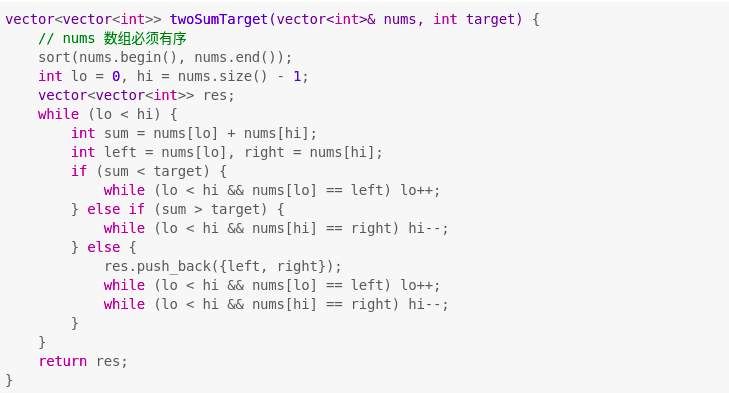 vector<vector<int>> twoSumTarget(vector<int>& nums, int target) {
    // nums 数组必须有序
    sort(nums.begin(), nums.end());
    int lo = 0, hi = nums.size() - 1;
    vector<vector<int>> res;
    while (lo < hi) {
        int sum = nums[lo] + nums[hi];
        int left = nums[lo], right = nums[hi];
        if (sum < target) {
            while (lo < hi && nums[lo] == left) lo++;
        } else if (sum > target) {
            while (lo < hi && nums[hi] == right) hi--;
        } else {
            res.push_back({left, right});
            while (lo < hi && nums[lo] == left) lo++;
            while (lo < hi && nums[hi] == right) hi--;
        }
    }
    return res;
}